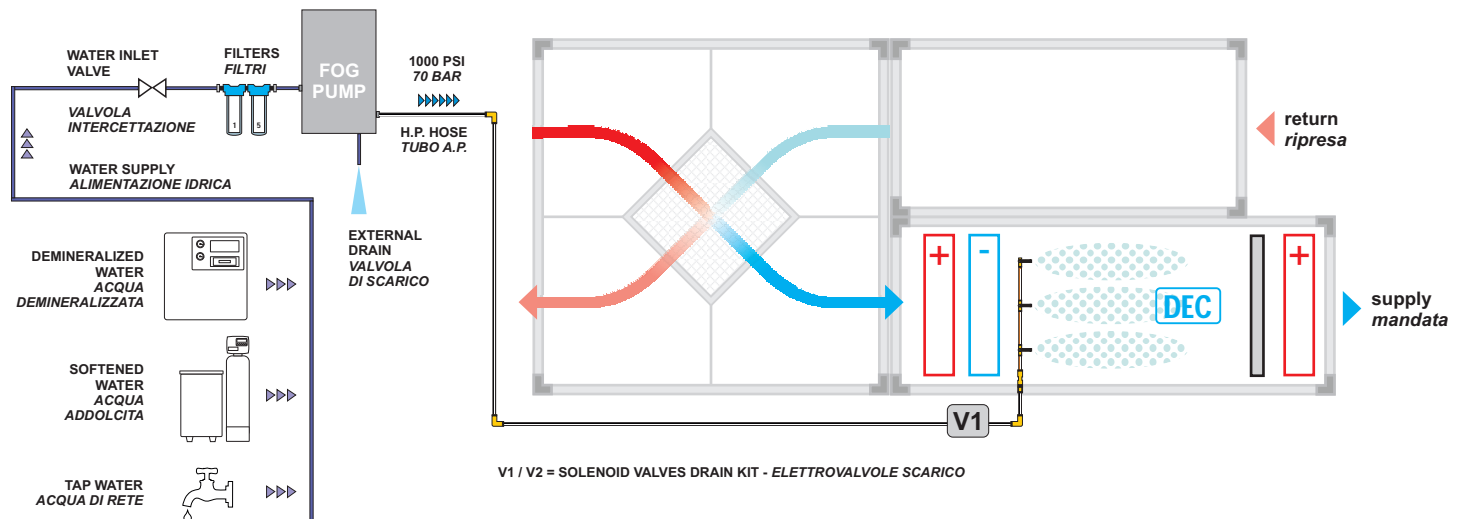 WATER INLET
VALVE
VALVOLA
INTERCETTAZIONE
FILTERS
FILTRI
1 5
FOG
PUMP
1000 PSI
70 BAR
H.P. HOSE
TUBO A.P.
WATER SUPPLY
ALIMENTAZIONE IDRICA
EXTERNAL
DRAIN
VALVOLA
DI SCARICO
return
ripresa
+ - +
DEC
supply
mandata
DEMINERALIZED
WATER
ACQUA
DEMINERALIZZATA
SOFTENED
WATER
ACQUA
ADDOLCITA
V1
V1 / V2 = SOLENOID VALVES DRAIN KIT - ELETTROVALVOLE SCARICO
TAP WATER
ACQUA DI RETE